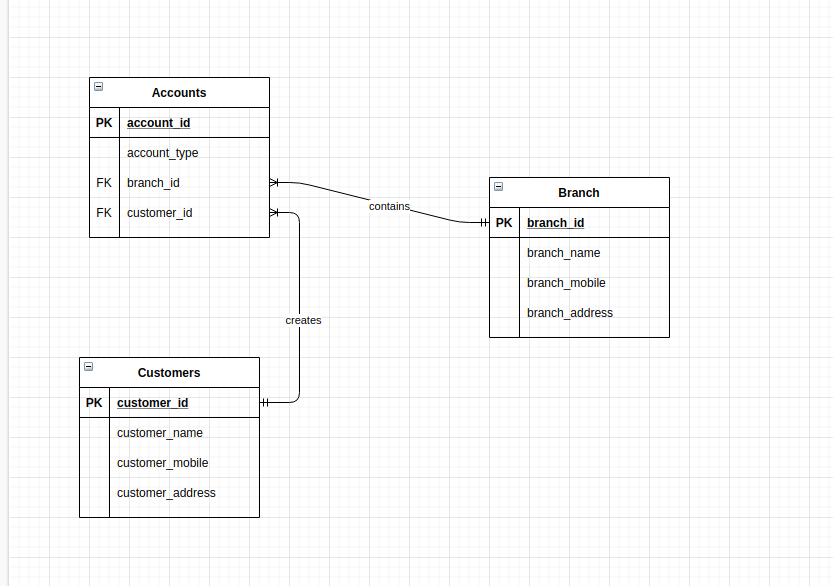 Accounts
PK account_id
account_type
FK branch_id
FK customer_id
contains
Branch
PK branch_id
branch_name
branch_mobile
branch_address
creates
Customers
PK customer_id
customer_name
customer_mobile
customer_address